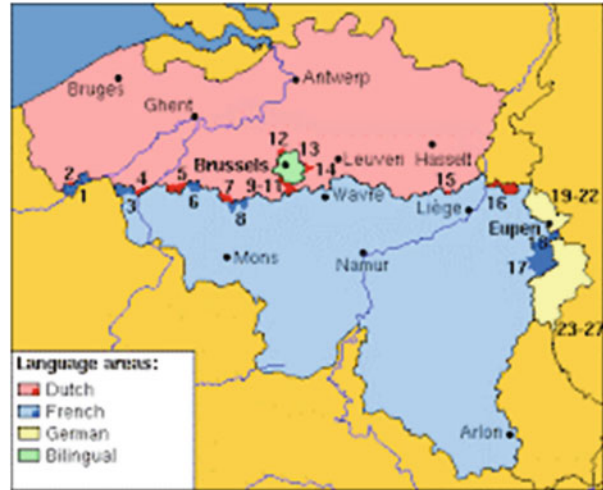 Bruges
Antwerp
Ghent
12
13
Brussels
Leuven
Hasselt
14
2
1
3
4
5
6
7
8
9-11
Wavre
15
16
Liège
19-22
Eupen
18
17
Mons
Namur
23-27
Arlon
Language areas:
Dutch
French
German
Bilingual